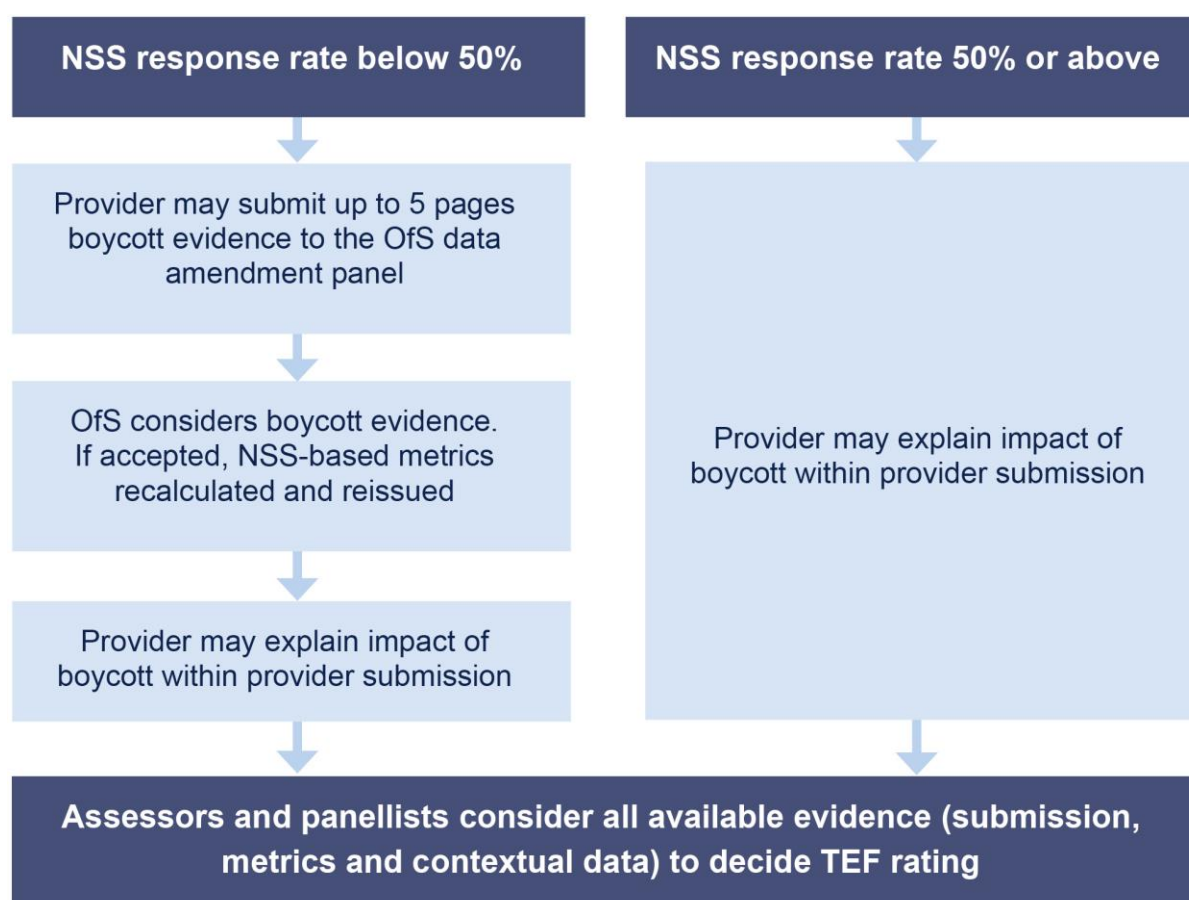 NSS response rate below 50%
Provider may submit up to 5 pages
boycott evidence to the OfS data
amendment panel
OfS considers boycott evidence.
If accepted, NSS-based metrics
recalculated and reissued
Provider may explain impact of
boycott within provider submission
NSS response rate 50% or above
Provider may explain impact of
boycott within provider submission
Assessors and panellists consider all available evidence (submission,
metrics and contextual data) to decide TEF rating